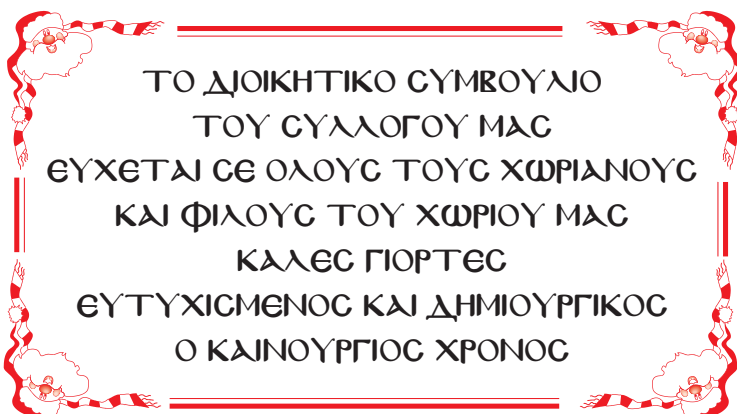 ΤΟ ΔΙΟΙΚΗΤΙΚΟ ΣΥΜΒΟΥΛΙΟ
ΤΟΥ ΣΥΛΛΟΓΟΥ ΜΑΣ
ΕΥΧΕΤΑΙ ΣΕ ΟΛΟΥΣ ΤΟΥΣ ΧΩΡΙΑΝΟΥΣ
ΚΑΙ ΦΙΛΟΥΣ ΤΟΥ ΧΩΡΙΟΥ ΜΑΣ
ΚΑΛΕΣ ΓΙΟΡΤΕΣ
ΕΥΤΥΧΙΣΜΕΝΟΣ ΚΑΙ ΔΗΜΙΟΥΡΓΙΚΟΣ
Ο ΚΑΙΝΟΥΡΓΙΟΣ ΧΡΟΝΟΣ